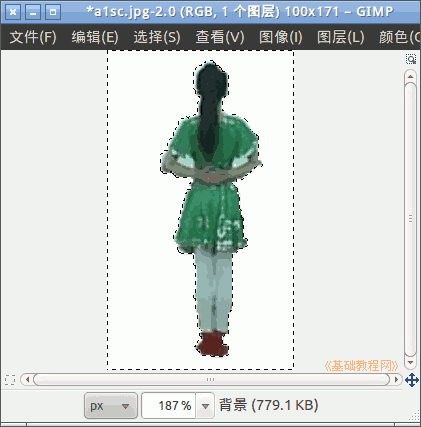 *a1sc.jpg-2.0 (RGB, 1 个图层) 100x171 – GIMP
文件(F) 编辑(E) 选择(S) 查看(V) 图像(I) 图层(L) 颜色(C
《基础教程网》
px 187% 背景 (779.1 KB)